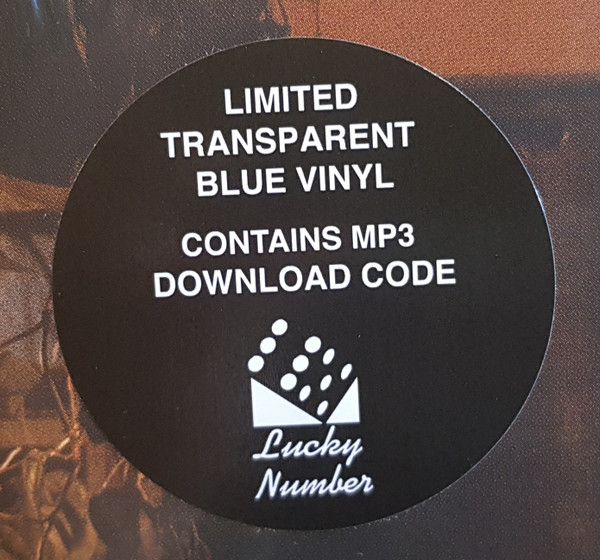 LIMITED
TRANSPARENT
BLUE VINYL
CONTAINS MP3
DOWNLOAD CODE
Lucky
Number